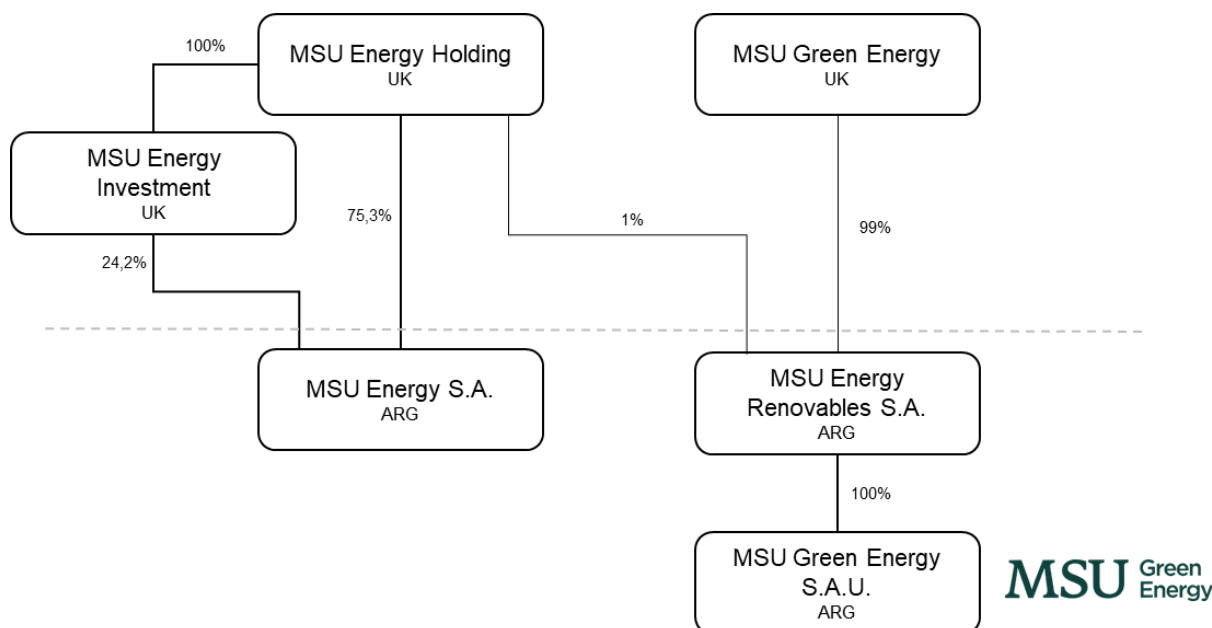 100%
MSU Energy Holding
UK
MSU Green Energy
UK
MSU Energy
Investment
UK
75,3%
1%
99%
24,2%
MSU Energy S.A.
ARG
MSU Energy
Renovables S.A.
ARG
100%
MSU Green Energy
S.A.U.
ARG
MSU Green
Energy